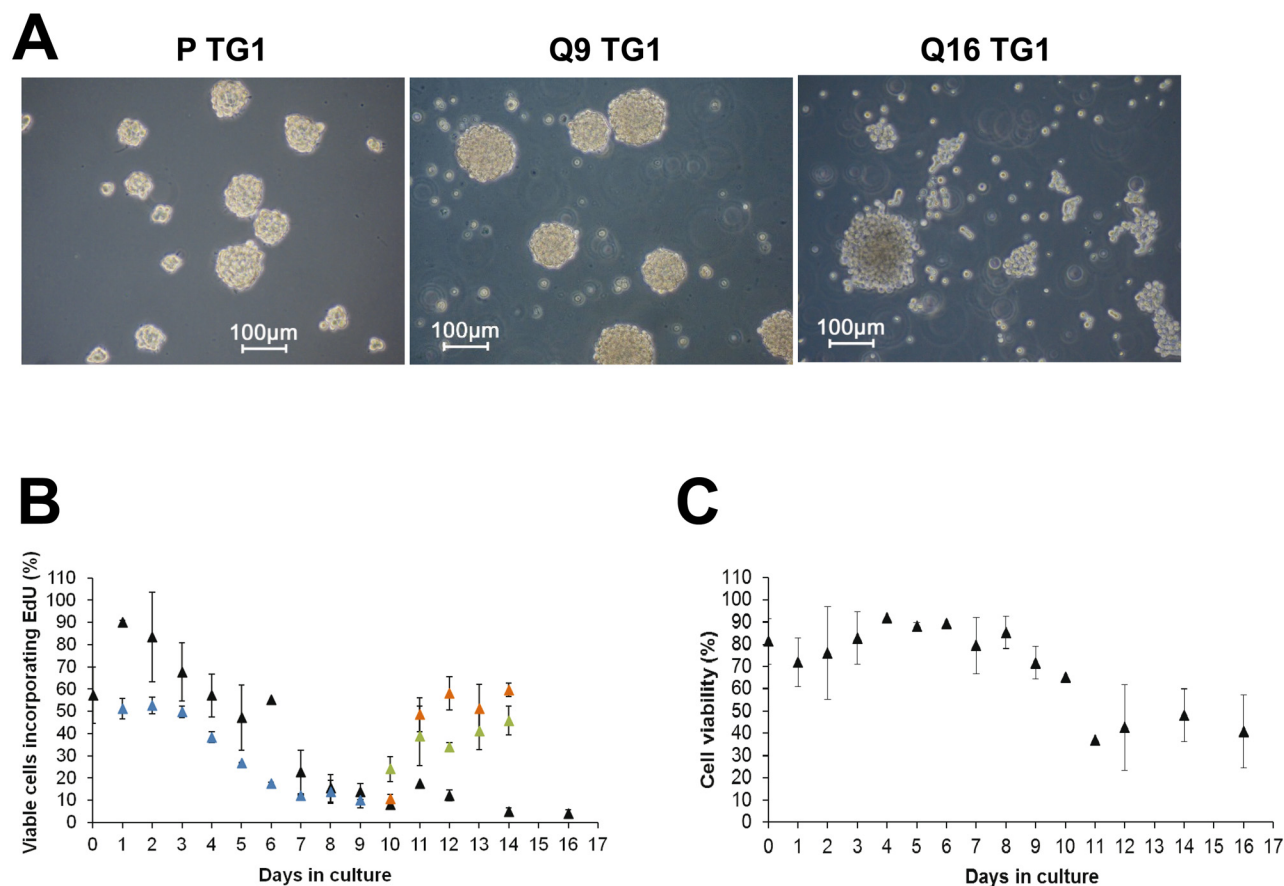 A
P TG1 Q9 TG1 Q16 TG1
100µm 100µm 100µm
B
Viable cells incorporating EdU (%)
110
100
90
80
70
60
50
40
30
20
10
0
0 1 2 3 4 5 6 7 8 9 10 11 12 13 14 15 16 17
Days in culture
C
Cell viability (%)
110
100
90
80
70
60
50
40
30
20
10
0
0 1 2 3 4 5 6 7 8 9 10 11 12 13 14 15 16 17
Days in culture